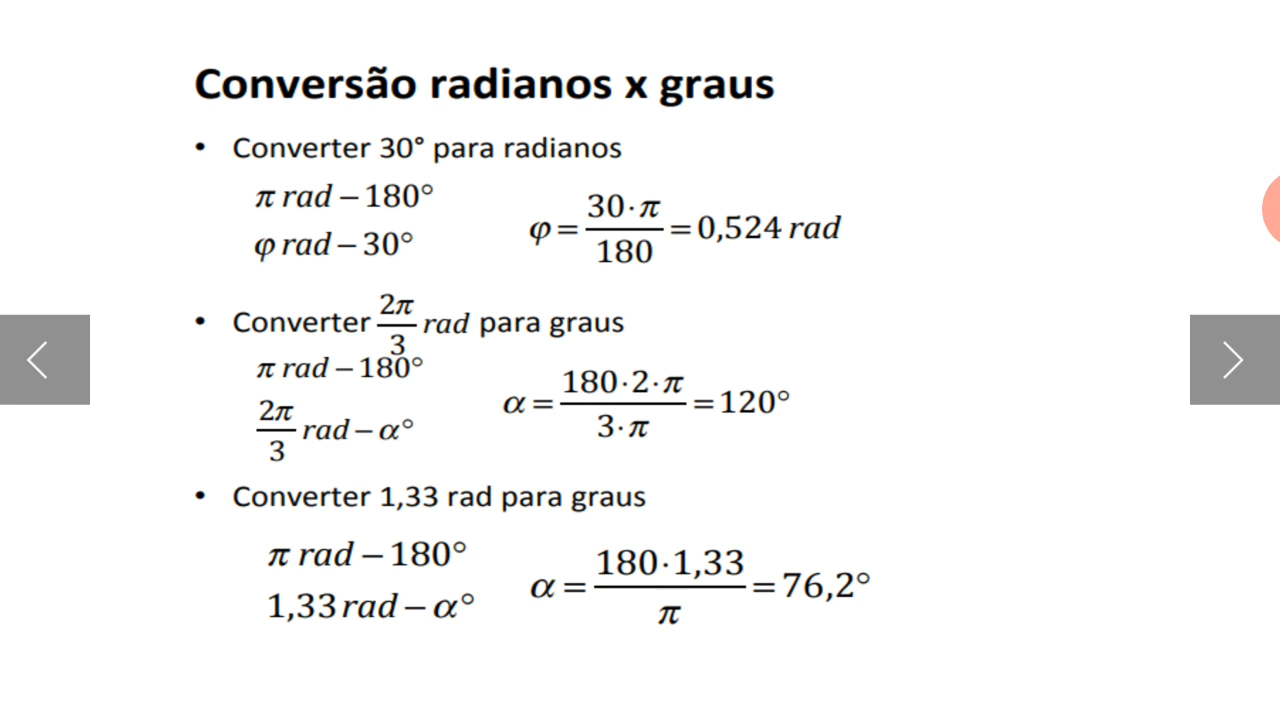 Conversão radianos x graus
• Converter 30° para radianos
π rad – 180°
φ rad – 30°
φ = 30·π / 180 = 0,524 rad
• Converter 2π/3 rad para graus
π rad – 180°
2π/3 rad – α°
α = 180·2·π / 3·π = 120°
• Converter 1,33 rad para graus
π rad – 180°
1,33 rad – α°
α = 180·1,33 / π = 76,2°